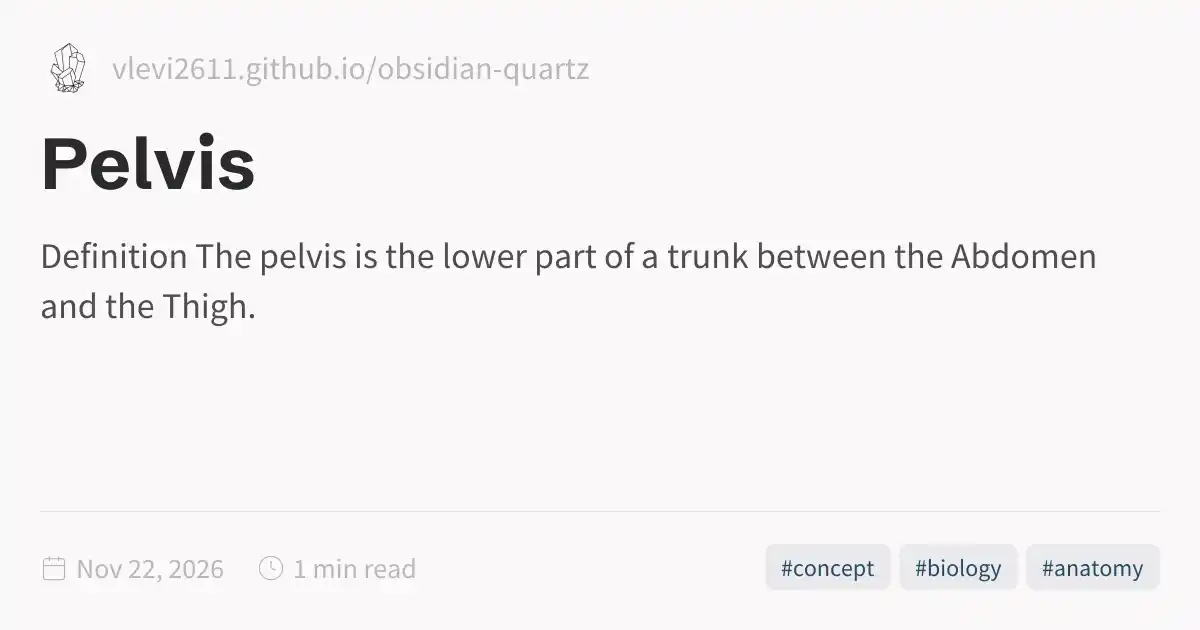 vlevi2611.github.io/obsidian-quartz
Pelvis
Definition The pelvis is the lower part of a trunk between the Abdomen
and the Thigh.
Nov 22, 2026 1 min read #concept #biology #anatomy